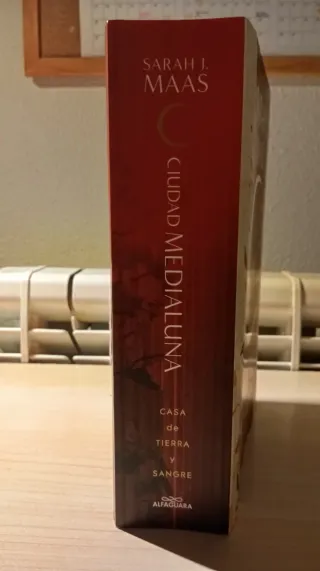 SARAH J.
MAAS
CIUDAD MEDIALUNA
CASA
de
TIERRA
y
SANGRE
ALFAGUARA